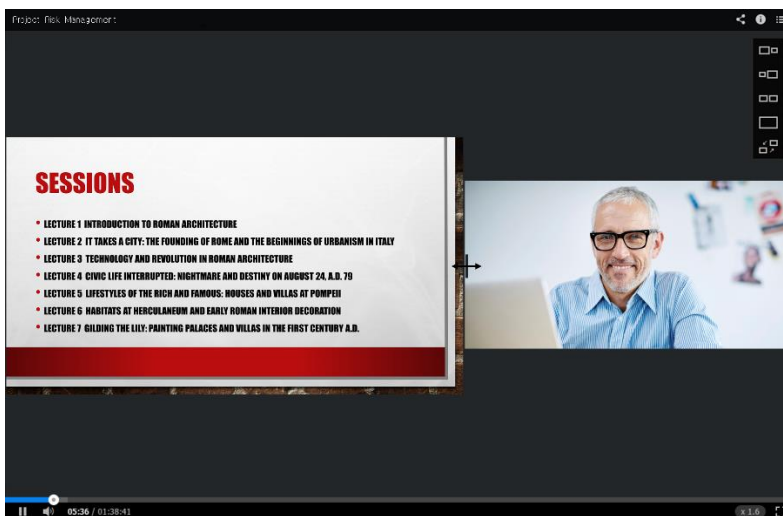 Project Risk Management
SESSIONS
• LECTURE 1 INTRODUCTION TO ROMAN ARCHITECTURE
• LECTURE 2 IT TAKES A CITY: THE FOUNDING OF ROME AND THE BEGINNINGS OF URBANISM IN ITALY
• LECTURE 3 TECHNOLOGY AND REVOLUTION IN ROMAN ARCHITECTURE
• LECTURE 4 CIVIC LIFE INTERRUPTED: NIGHTMARE AND DESTINY ON AUGUST 24, A.D. 79
• LECTURE 5 LIFESTYLES OF THE RICH AND FAMOUS: HOUSES AND VILLAS AT POMPEII
• LECTURE 6 HABITATS AT HERCULANEUM AND EARLY ROMAN INTERIOR DECORATION
• LECTURE 7 GILDING THE LILY: PAINTING PALACES AND VILLAS IN THE FIRST CENTURY A.D.
05:36 / 01:38:41
x 1.6